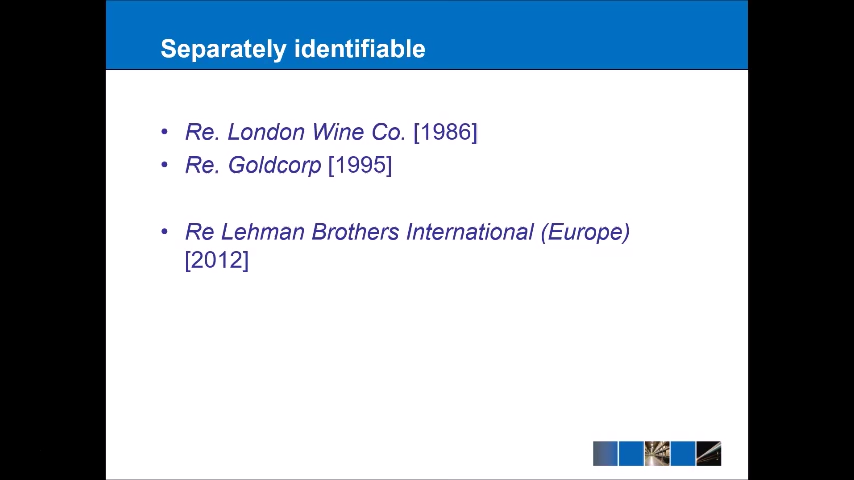 Separately identifiable
• Re. London Wine Co. [1986]
• Re. Goldcorp [1995]
• Re Lehman Brothers International (Europe)
[2012]